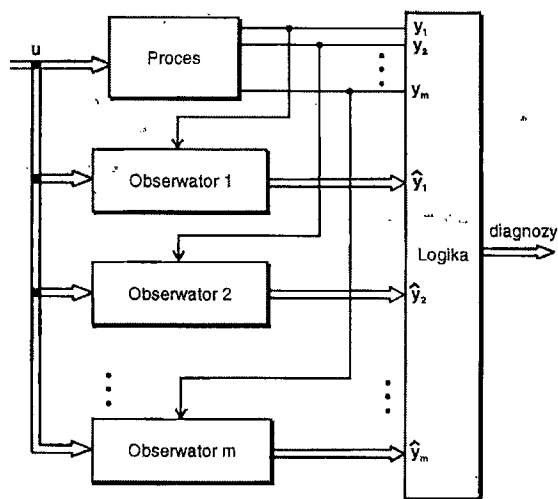 u
Proces
y₁
y₂
yₘ
Obserwator 1
ŷ₁
diagnozy
Logika
Obserwator 2
ŷ₂
Obserwator m
ŷₘ